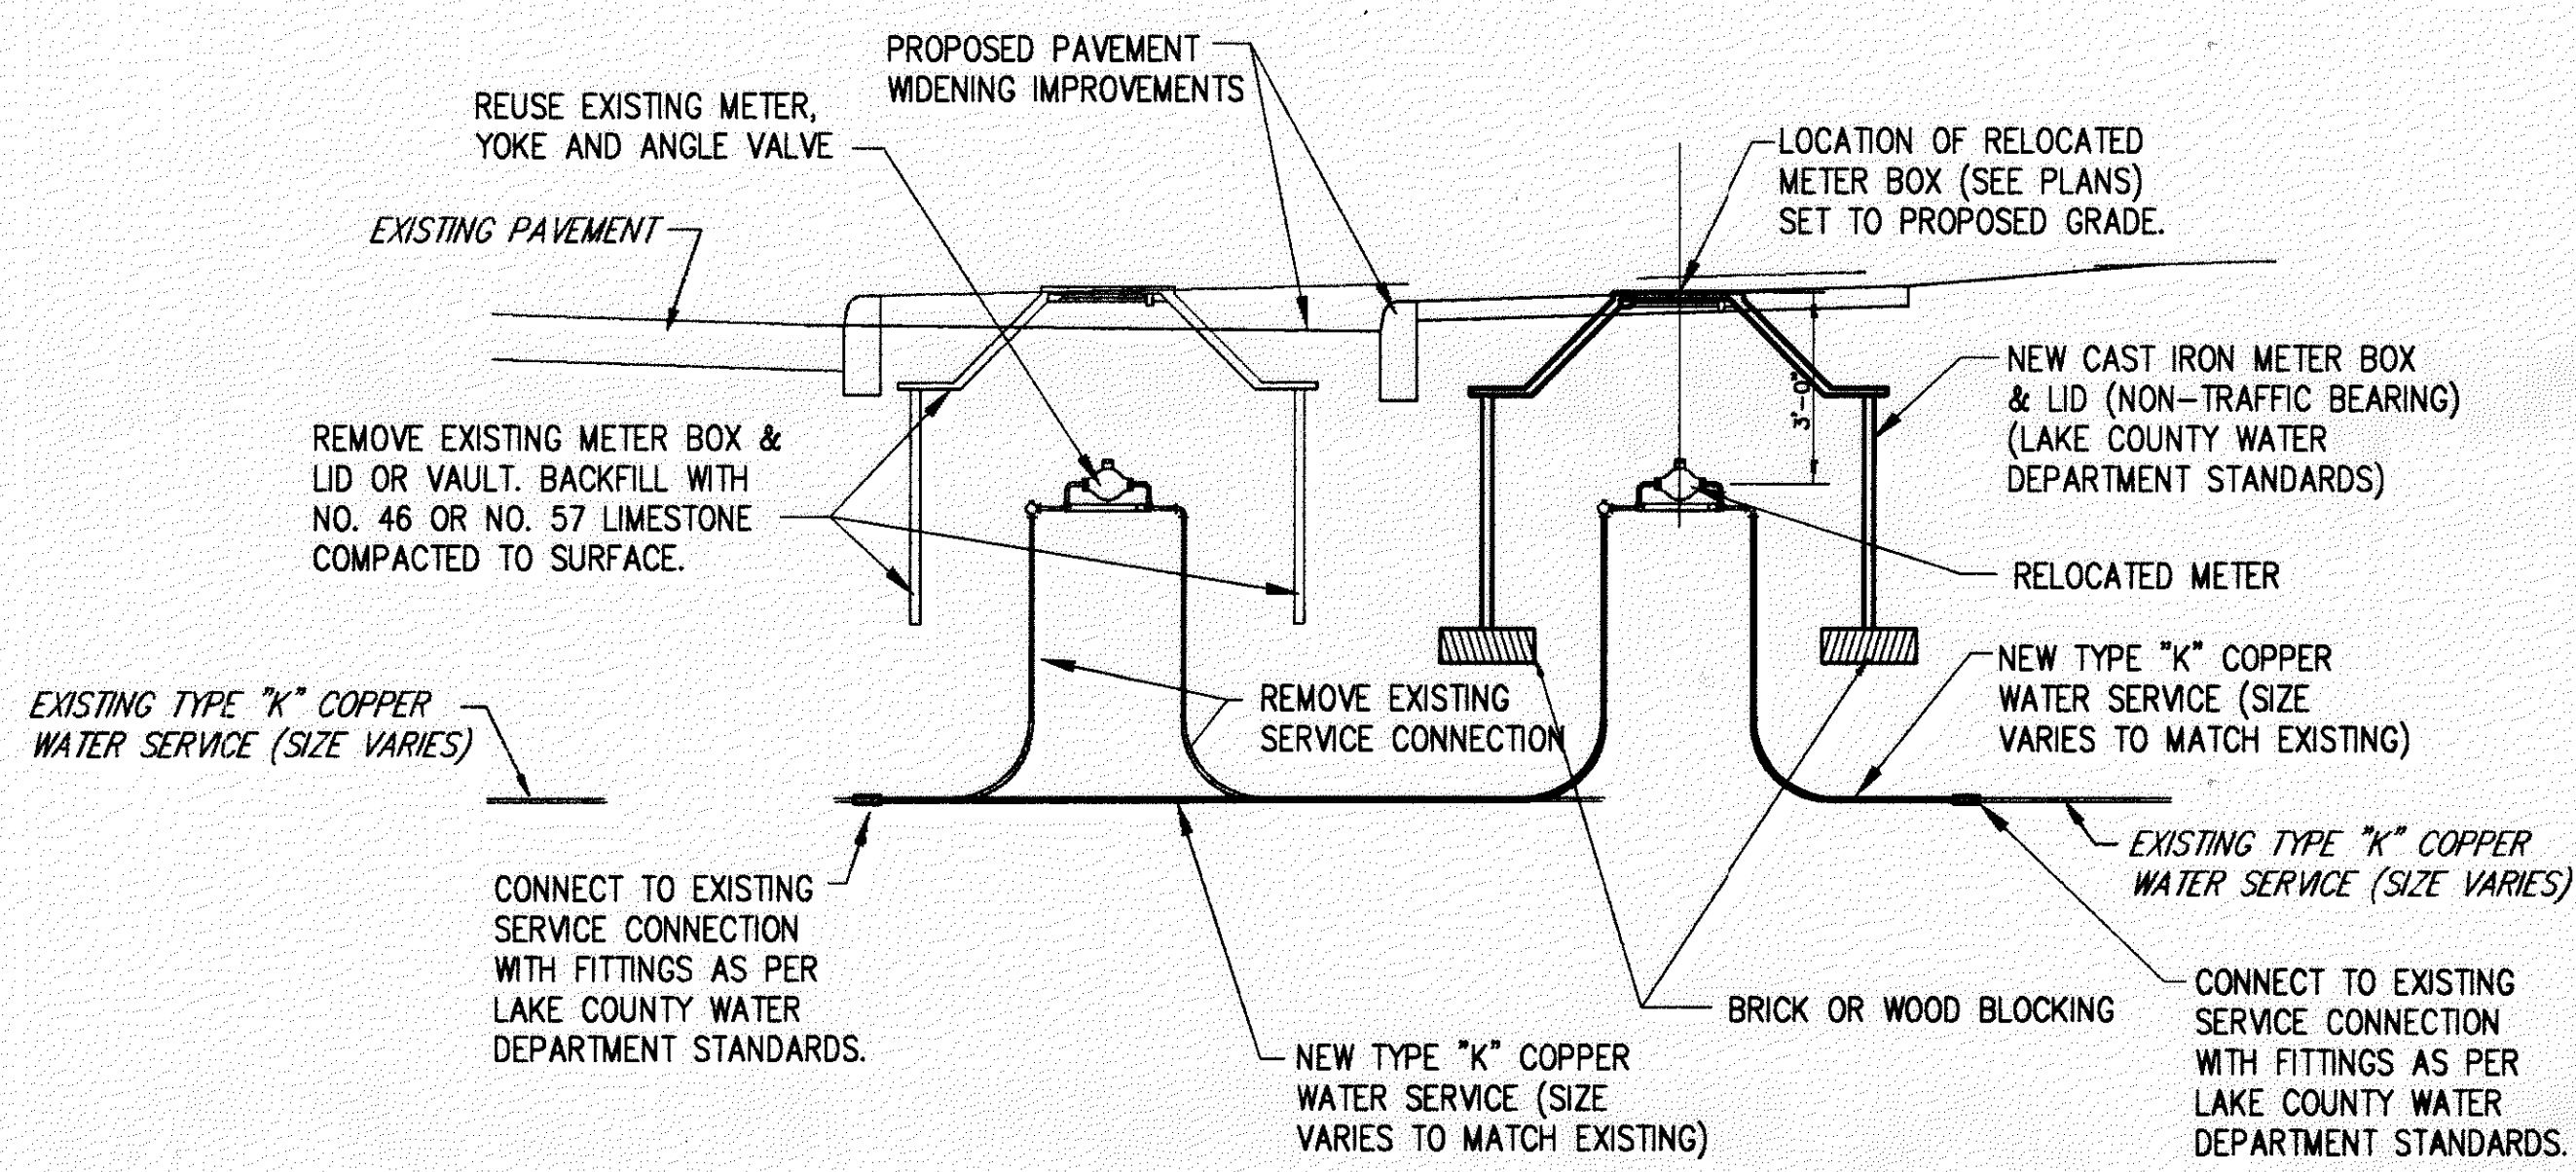 PROPOSED PAVEMENT
WIDENING IMPROVEMENTS
REUSE EXISTING METER,
YOKE AND ANGLE VALVE
LOCATION OF RELOCATED
METER BOX (SEE PLANS)
SET TO PROPOSED GRADE.
EXISTING PAVEMENT
NEW CAST IRON METER BOX
& LID (NON-TRAFFIC BEARING)
(LAKE COUNTY WATER
DEPARTMENT STANDARDS)
3'-0"
REMOVE EXISTING METER BOX &
LID OR VAULT. BACKFILL WITH
NO. 46 OR NO. 57 LIMESTONE
COMPACTED TO SURFACE.
RELOCATED METER
NEW TYPE "K" COPPER
WATER SERVICE (SIZE
VARIES TO MATCH EXISTING)
REMOVE EXISTING
SERVICE CONNECTION
EXISTING TYPE "K" COPPER
WATER SERVICE (SIZE VARIES)
EXISTING TYPE "K" COPPER
WATER SERVICE (SIZE VARIES)
CONNECT TO EXISTING
SERVICE CONNECTION
WITH FITTINGS AS PER
LAKE COUNTY WATER
DEPARTMENT STANDARDS.
BRICK OR WOOD BLOCKING
CONNECT TO EXISTING
SERVICE CONNECTION
WITH FITTINGS AS PER
LAKE COUNTY WATER
DEPARTMENT STANDARDS.
NEW TYPE "K" COPPER
WATER SERVICE (SIZE
VARIES TO MATCH EXISTING)